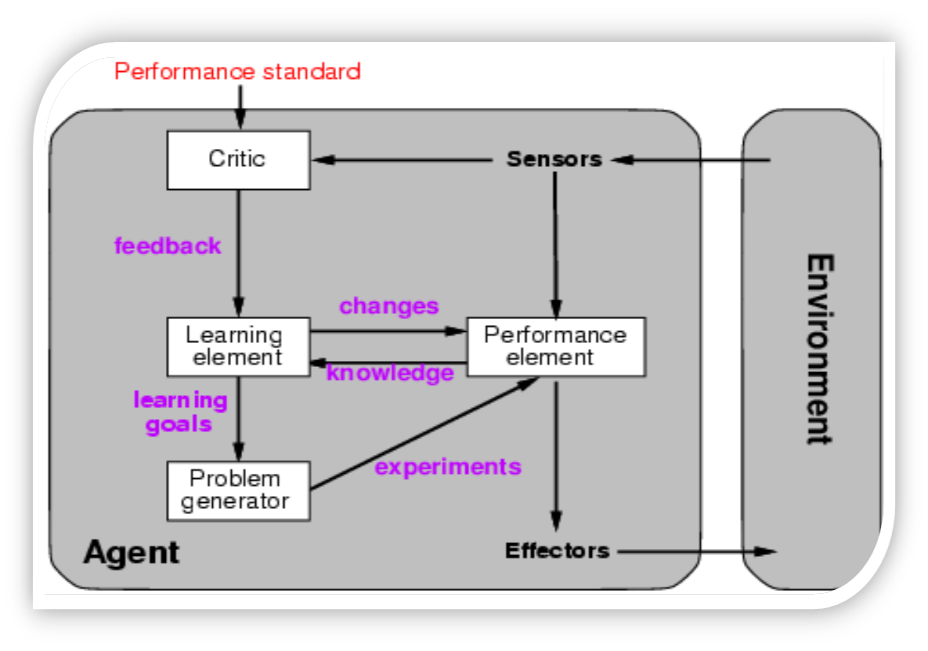 Performance standard
Critic
Sensors
feedback
changes
Learning
element
Performance
element
knowledge
learning
goals
experiments
Problem
generator
Agent
Effectors
Environment